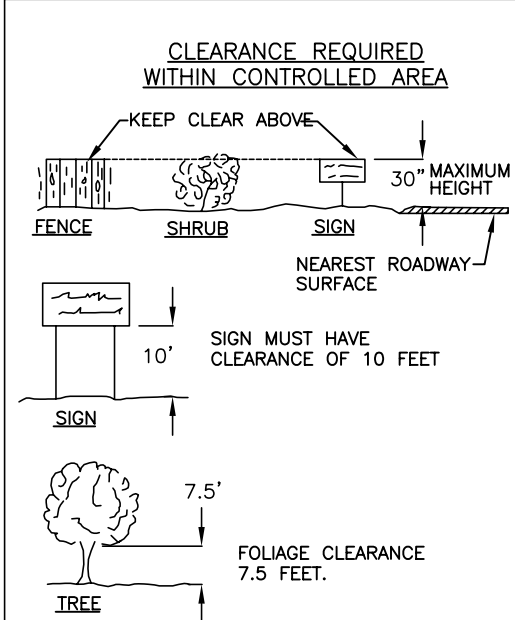 CLEARANCE REQUIRED
WITHIN CONTROLLED AREA
KEEP CLEAR ABOVE
30" MAXIMUM
HEIGHT
FENCE
SHRUB
SIGN
NEAREST ROADWAY
SURFACE
10'
SIGN MUST HAVE
CLEARANCE OF 10 FEET
SIGN
7.5'
FOLIAGE CLEARANCE
7.5 FEET.
TREE